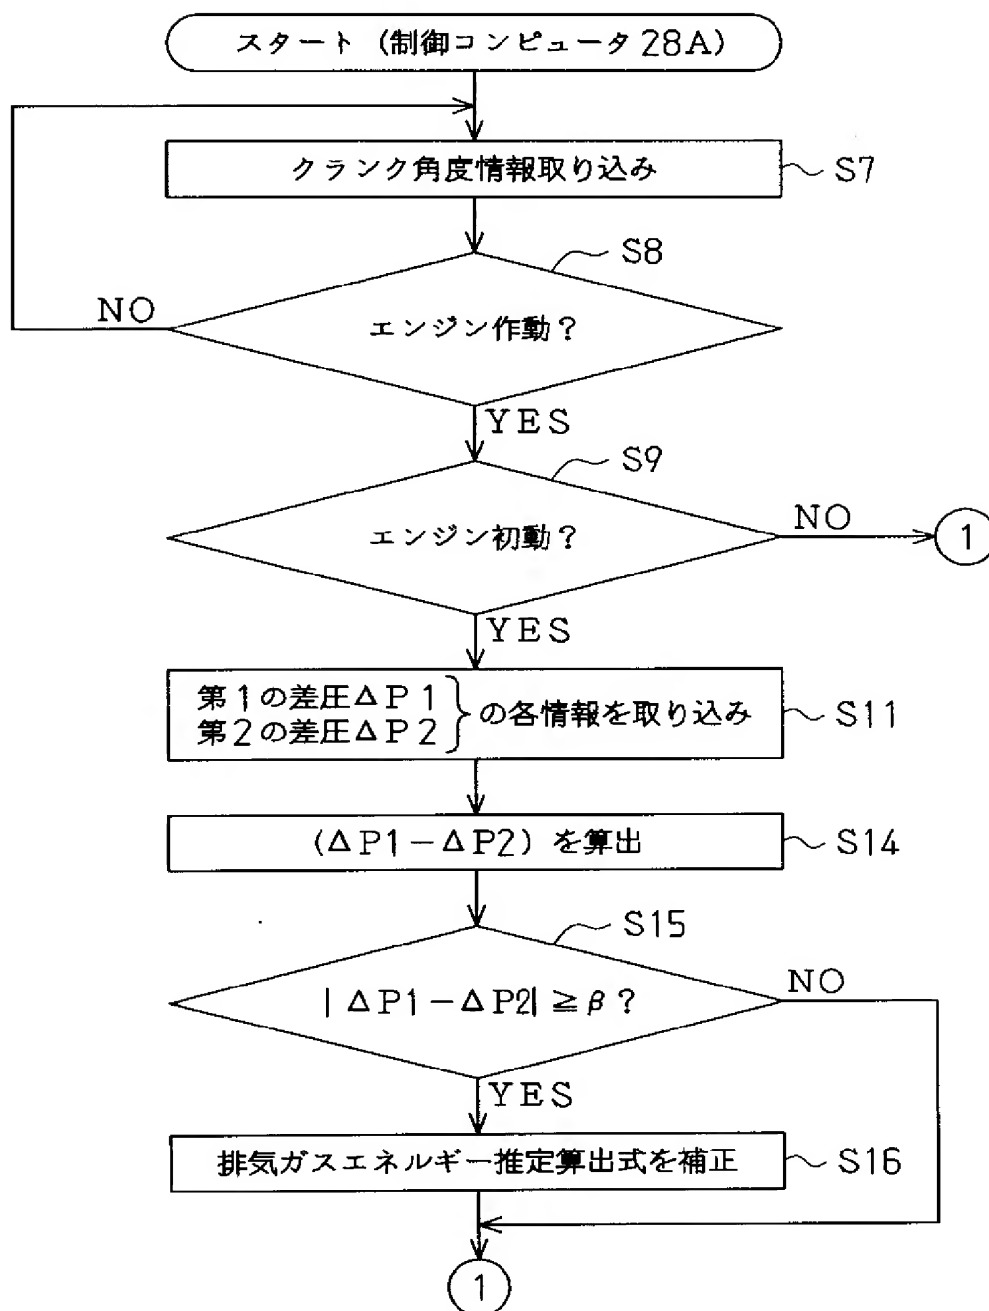 スタート（制御コンピュータ28A）
クランク角度情報取り込み
S7
S8
NO
エンジン作動？
YES
S9
エンジン初動？
NO
1
YES
第1の差圧ΔP1
第2の差圧ΔP2
の各情報を取り込み
S11
（ΔP1－ΔP2）を算出
S14
S15
｜ΔP1－ΔP2｜≧β？
NO
YES
排気ガスエネルギー推定算出式を補正
S16
1